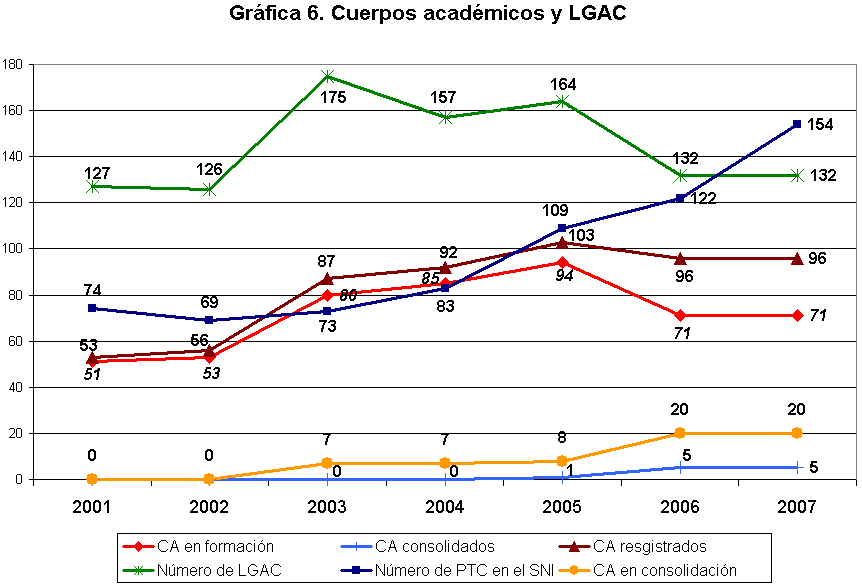 Gráfica 6. Cuerpos académicos y LGAC
180
160
140
120
100
80
60
40
20
0
127 126 175 157 164 132 132
74 69 73 83 109 122 154
53 56 87 92 103 96 96
51 53 80 85 94 71 71
0 0 7 7 8 20 20
0 0 1 5 5
2001 2002 2003 2004 2005 2006 2007
CA en formación CA consolidados CA resgistrados
Número de LGAC Número de PTC en el SNI CA en consolidación